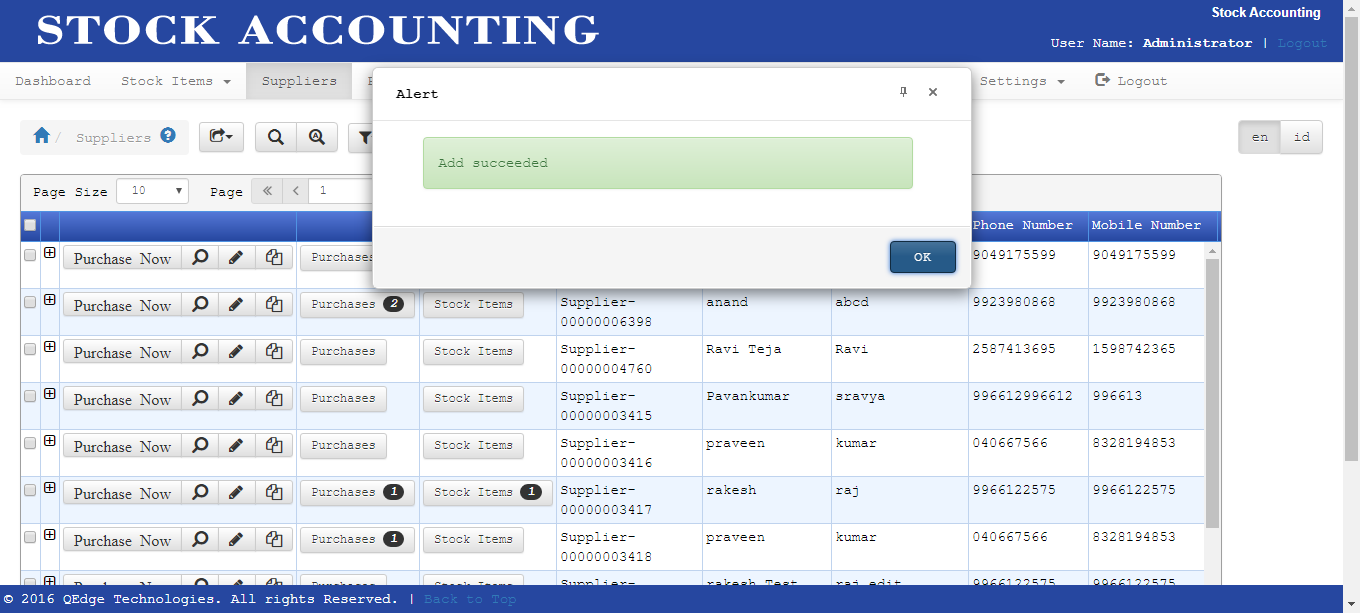 STOCK ACCOUNTING
Stock Accounting
User Name: Administrator | Logout
Dashboard Stock Items Suppliers Settings Logout
Alert
Suppliers
en id
Add succeeded
Page Size 10 Page 1
Phone Number Mobile Number
OK
Purchase Now Purchases 9049175599 9049175599
Purchase Now Purchases 2 Stock Items Supplier- anand abcd 9923980868 9923980868
00000006398
Purchase Now Purchases Stock Items Supplier- Ravi Teja Ravi 2587413695 1598742365
00000004760
Purchase Now Purchases Stock Items Supplier- Pavankumar sravya 996612996612 996613
00000003415
Purchase Now Purchases Stock Items Supplier- praveen kumar 040667566 8328194853
00000003416
Purchase Now Purchases 1 Stock Items 1 Supplier- rakesh raj 9966122575 9966122575
00000003417
Purchase Now Purchases 1 Stock Items Supplier- praveen kumar 040667566 8328194853
00000003418
Purchase Now Purchases Stock Items Supplier- rakesh Test raj edit 9966122575 9966122575
© 2016 QEdge Technologies. All rights Reserved. | Back to Top